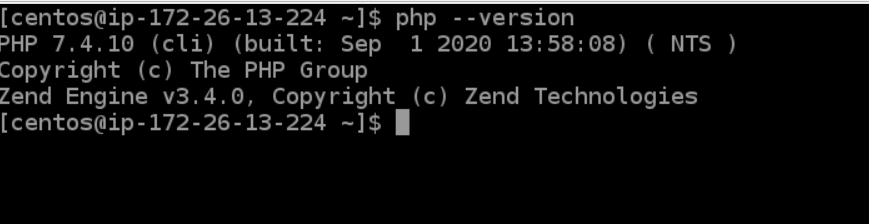 [centos@ip-172-26-13-224 ~]$ php --version
PHP 7.4.10 (cli) (built: Sep  1 2020 13:58:08) ( NTS )
Copyright (c) The PHP Group
Zend Engine v3.4.0, Copyright (c) Zend Technologies
[centos@ip-172-26-13-224 ~]$